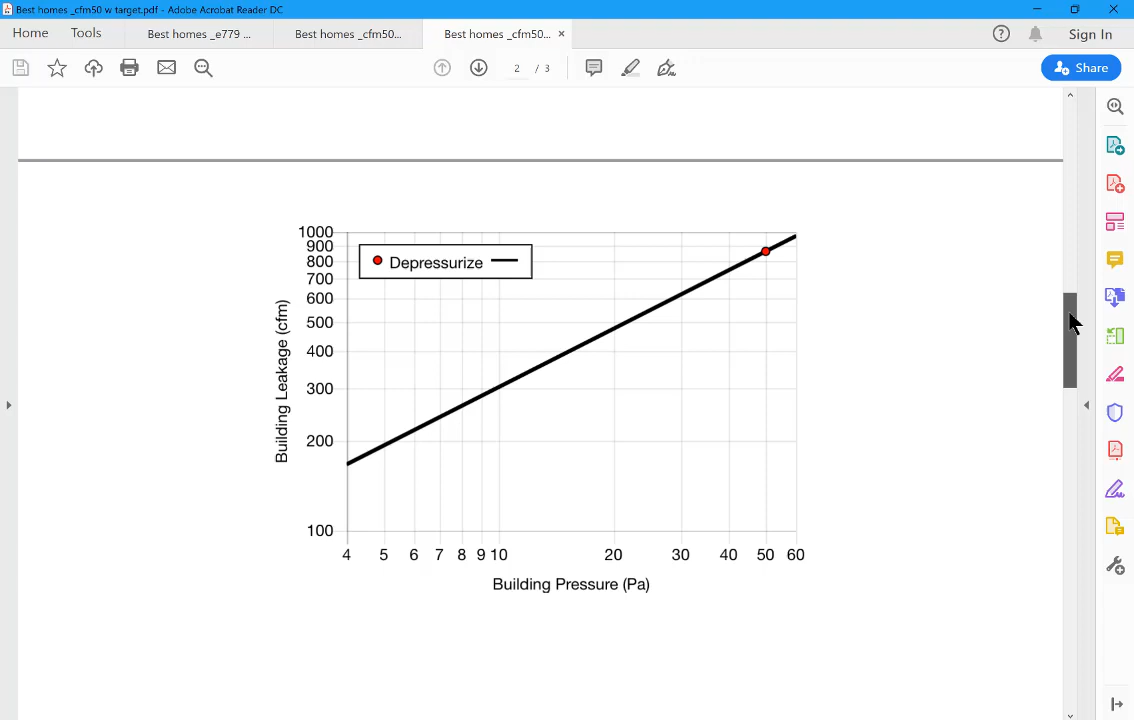 Best homes _cfm50 w target.pdf - Adobe Acrobat Reader DC
Home Tools Best homes _e779 ... Best homes _cfm50... Best homes _cfm50... × Sign In
2 / 3 Share
1000
900
800
700
600
500
400
300
200
100
Building Leakage (cfm)
Depressurize
4 5 6 7 8 9 10 20 30 40 50 60
Building Pressure (Pa)